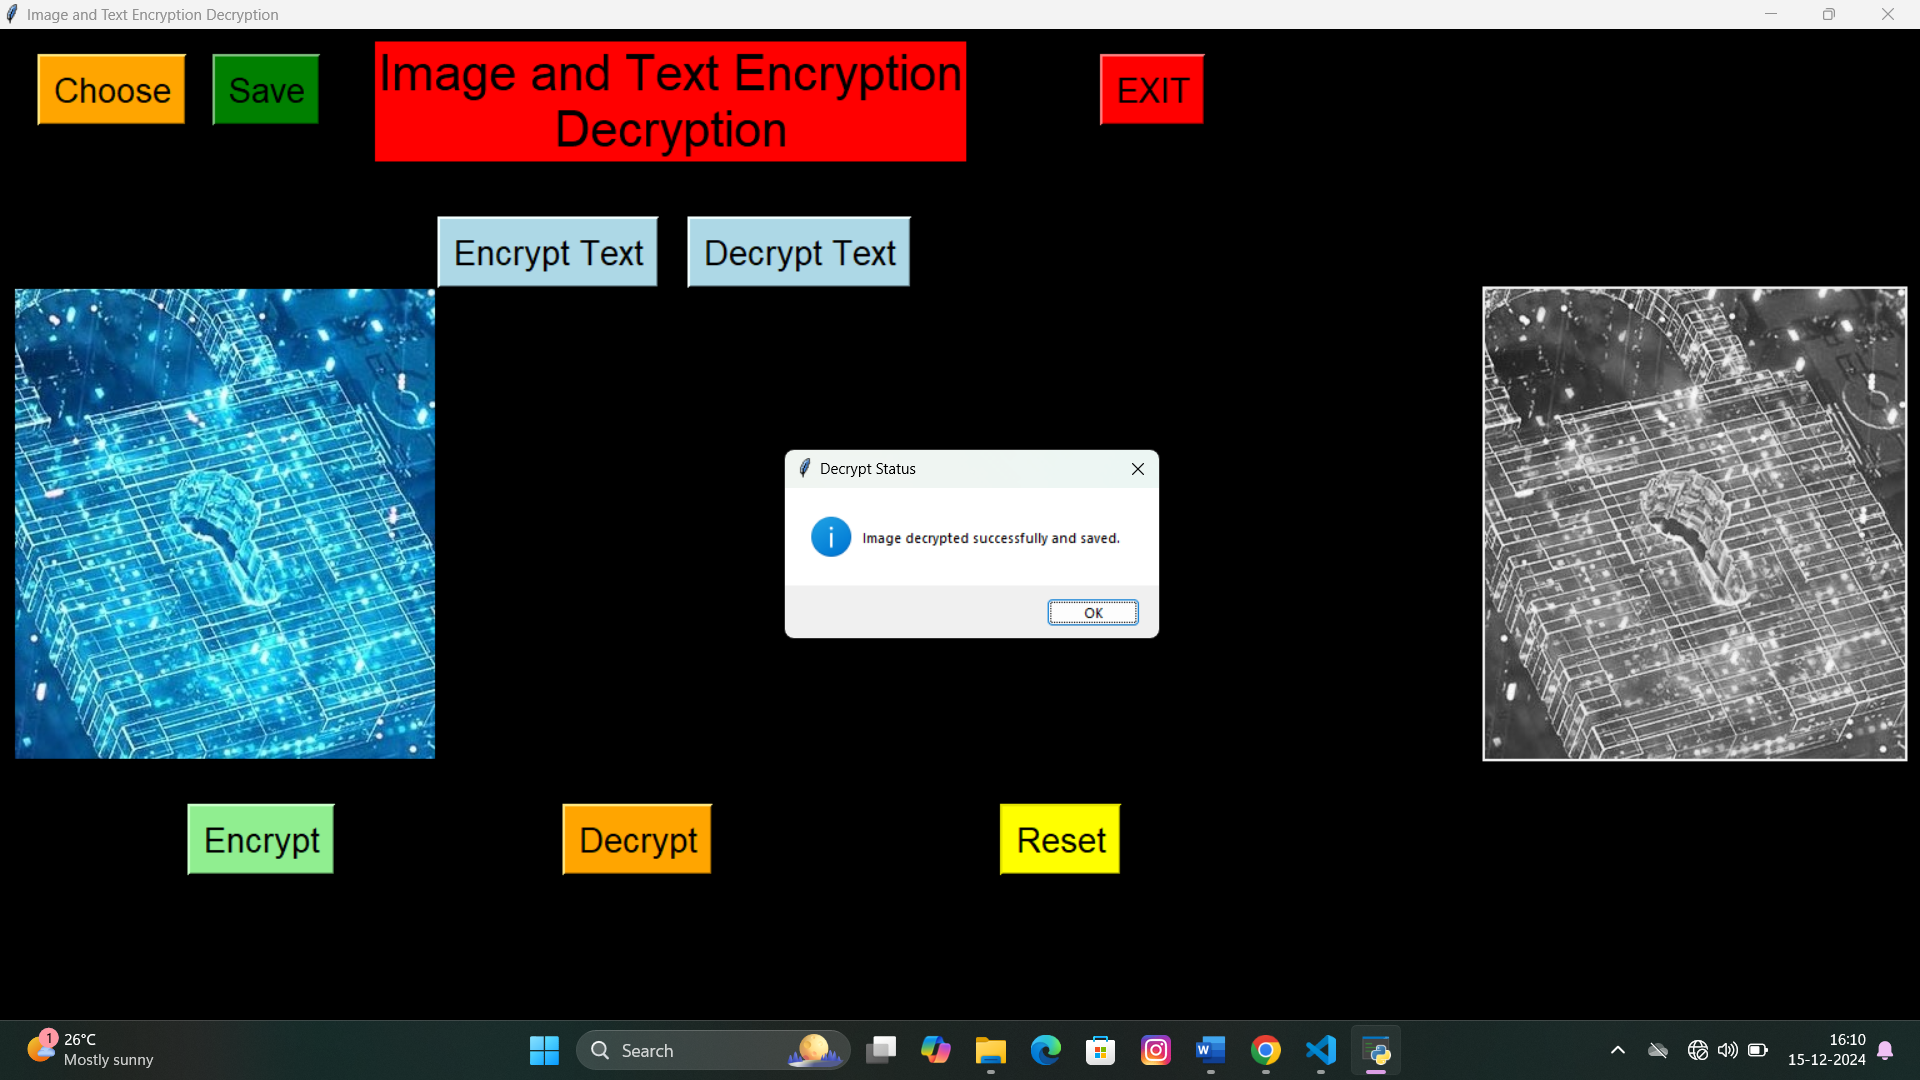 Image and Text Encryption Decryption
Choose
Save
Image and Text Encryption
Decryption
EXIT
Encrypt Text
Decrypt Text
Decrypt Status
i
Image decrypted successfully and saved.
OK
Encrypt
Decrypt
Reset
1
26°C
Mostly sunny
Search
W
16:10
15-12-2024